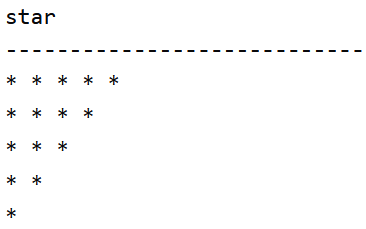 star
----------------------------
* * * * *
* * * *
* * *
* *
*